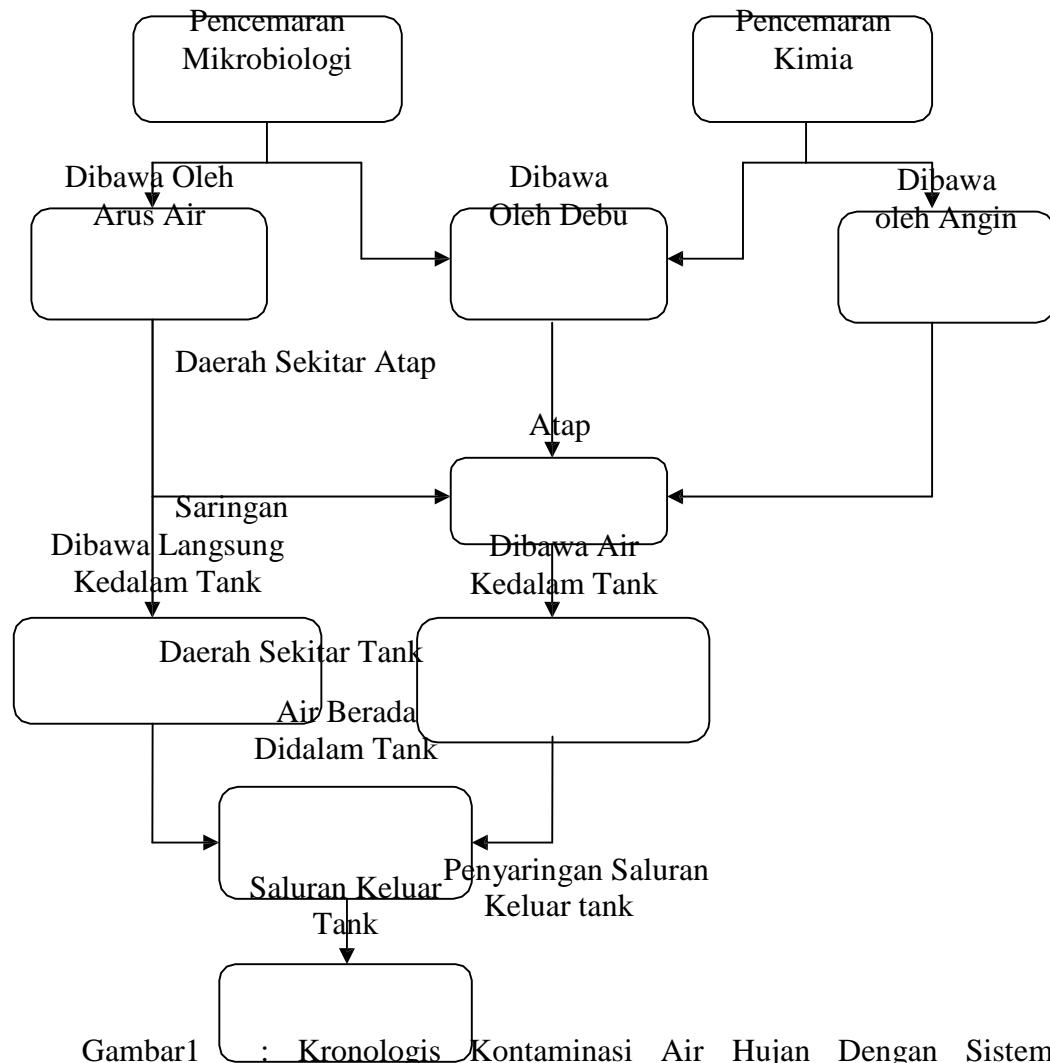 Pencemaran
Mikrobiologi
Pencemaran
Kimia
Dibawa Oleh
Arus Air
Dibawa
Oleh Debu
Dibawa
oleh Angin
Daerah Sekitar Atap
Atap
Saringan
Dibawa Langsung
Kedalam Tank
Dibawa Air
Kedalam Tank
Daerah Sekitar Tank
Air Berada
Didalam Tank
Penyaringan Saluran
Keluar tank
Saluran Keluar
Tank
Gambar1 : Kronologis Kontaminasi Air Hujan Dengan Sistem